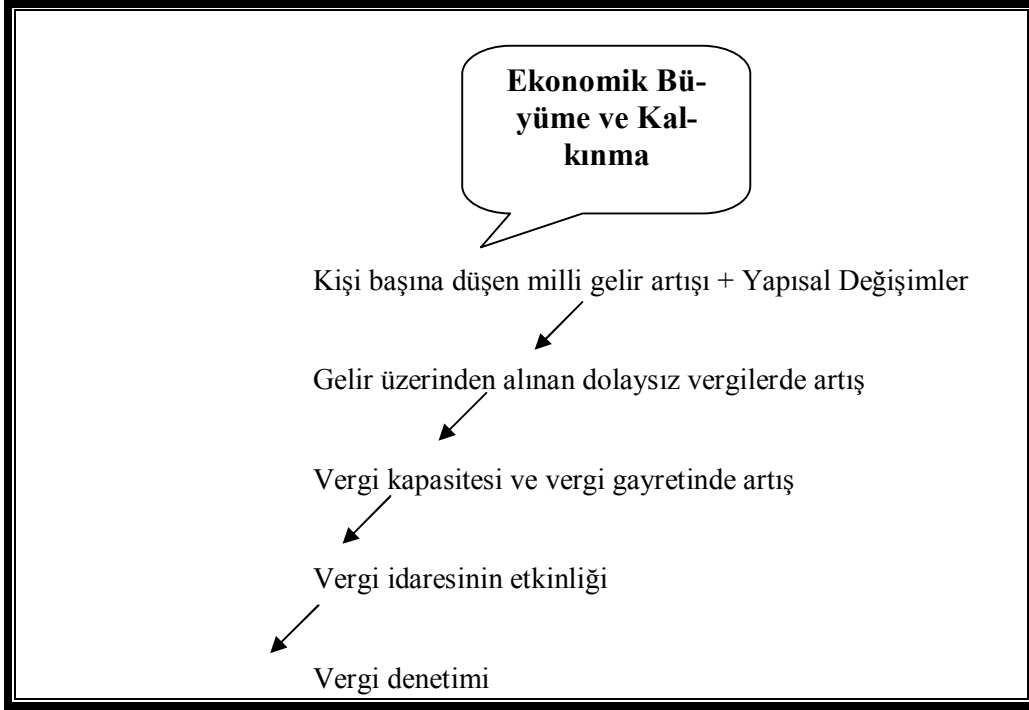 Ekonomik Bü-
yüme ve Kal-
kınma
Kişi başına düşen milli gelir artışı + Yapısal Değişimler
Gelir üzerinden alınan dolaysız vergilerde artış
Vergi kapasitesi ve vergi gayretinde artış
Vergi idaresinin etkinliği
Vergi denetimi